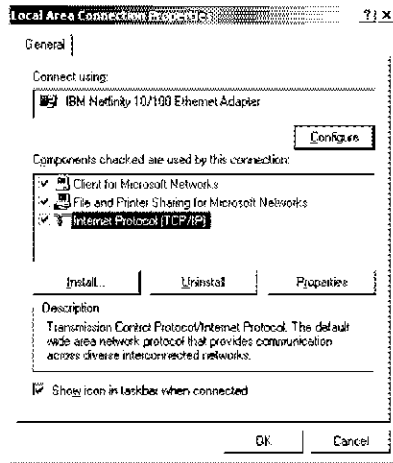 Local Area Connection Properties ? X
General
Connect using:
IBM Netfinity 10/100 Ethernet Adapter
Configure
Components checked are used by this connection:
Client for Microsoft Networks
File and Printer Sharing for Microsoft Networks
Internet Protocol (TCP/IP)
Install... Uninstall Properties
Description
Transmission Control Protocol/Internet Protocol. The default
wide area network protocol that provides communication
across diverse interconnected networks.
Show icon in taskbar when connected
OK Cancel